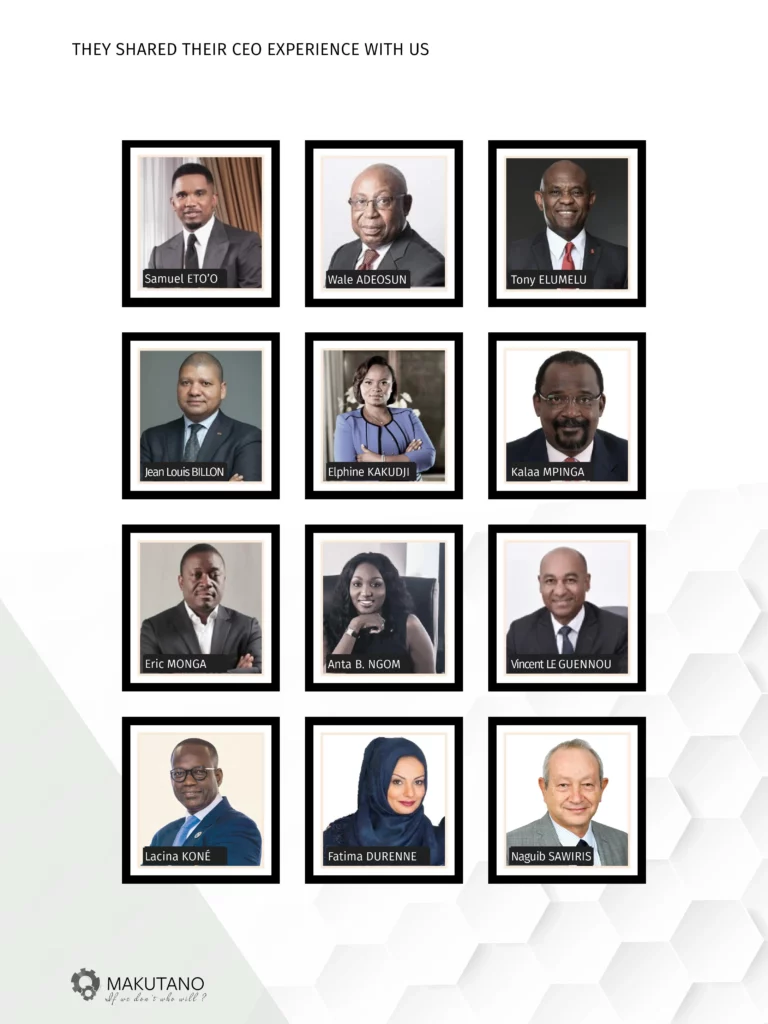 THEY SHARED THEIR CEO EXPERIENCE WITH US
Samuel ETO'O
Wale ADEOSUN
Tony ELUMELU
Jean Louis BILLON
Elphine KAKUDJI
Kalaa MPINGA
Eric MONGA
Anta B. NGOM
Vincent LE GUENNOU
Lacina KONÉ
Fatima DURENNE
Naguib SAWIRIS
MAKUTANO
If we don't who will ?